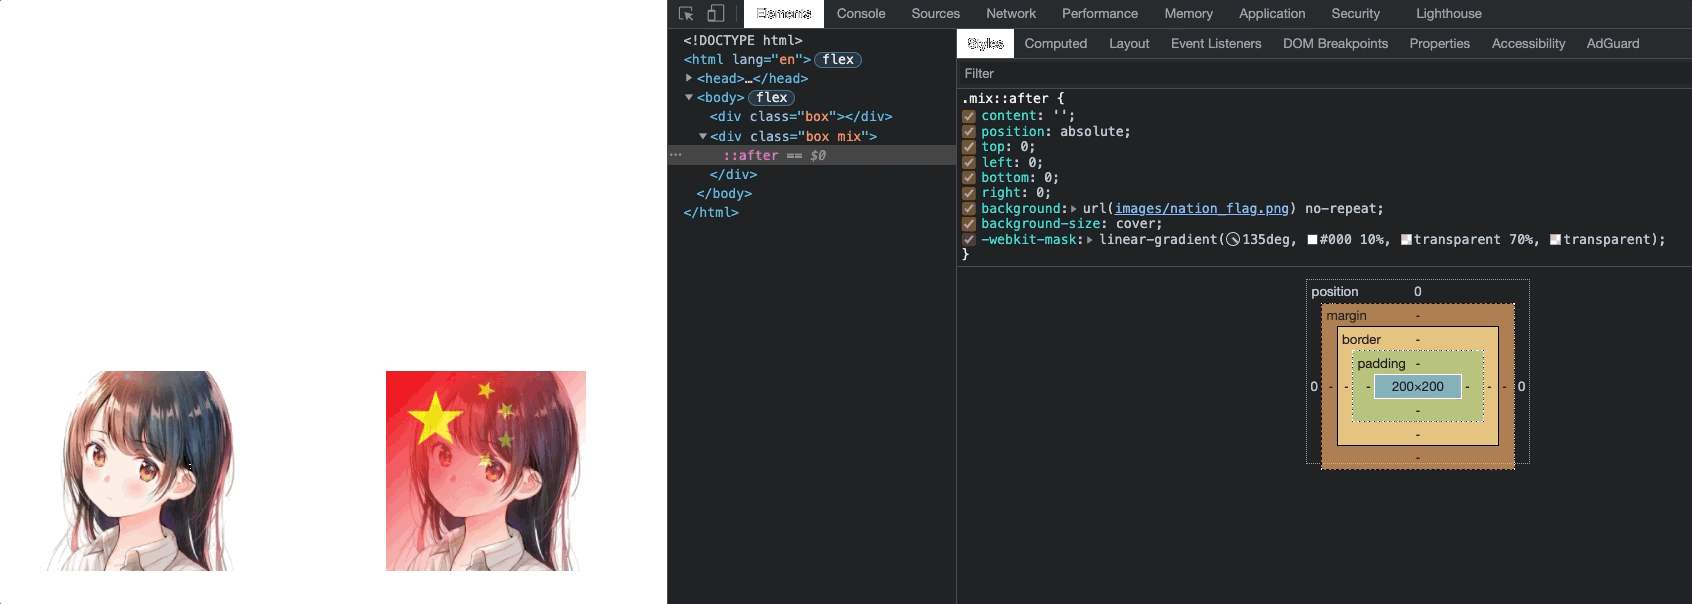 Elements Console Sources Network Performance Memory Application Security Lighthouse
<!DOCTYPE html>
<html lang="en"> flex
<head>…</head>
<body> flex
<div class="box"></div>
<div class="box mix">
… ::after == $0
</div>
</body>
</html>
Styles Computed Layout Event Listeners DOM Breakpoints Properties Accessibility AdGuard
Filter
.mix::after {
content: '';
position: absolute;
top: 0;
left: 0;
bottom: 0;
right: 0;
background: url(images/nation_flag.png) no-repeat;
background-size: cover;
-webkit-mask: linear-gradient(135deg, #000 10%, transparent 70%, transparent);
}
position 0
margin -
border -
padding -
0 - - - 200×200 - - - 0
-
-
-